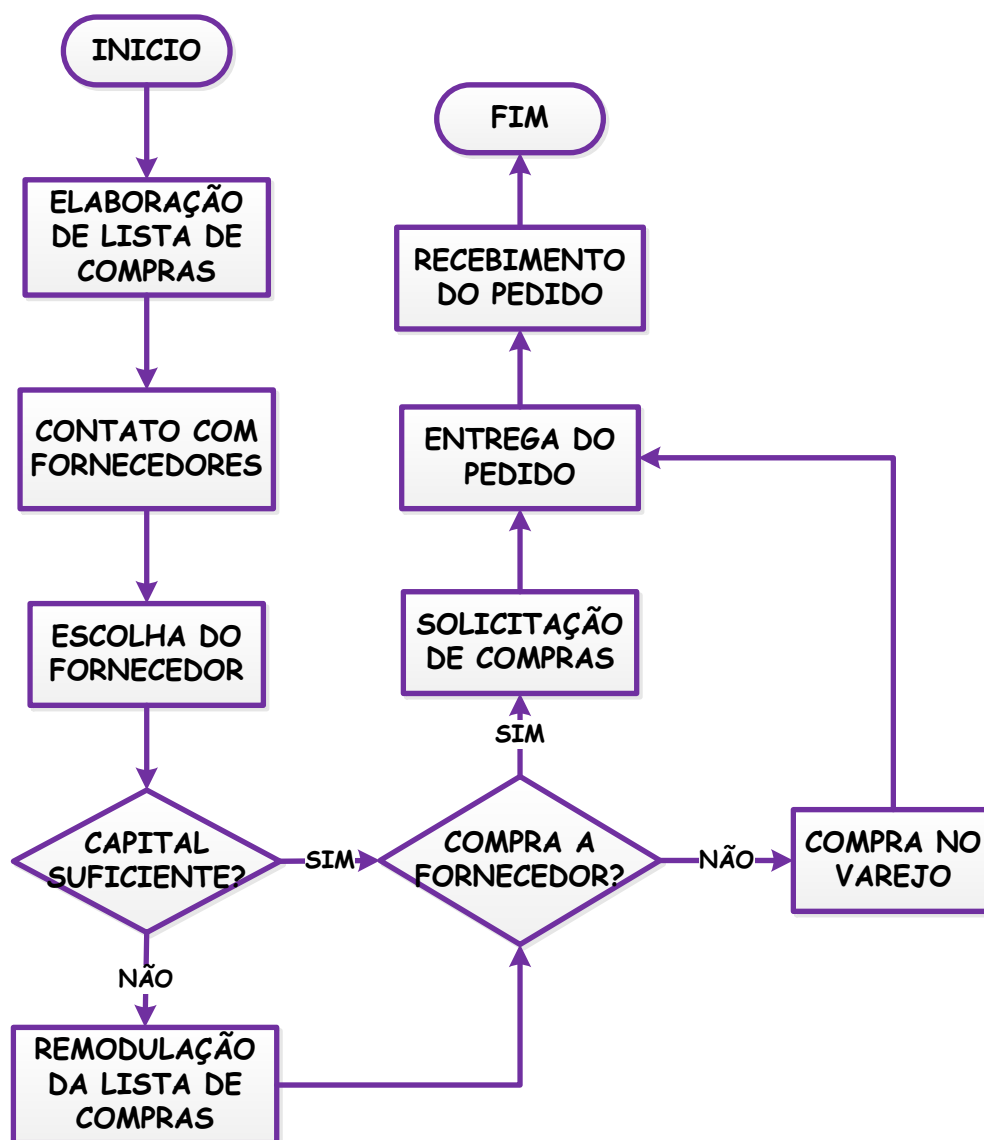 INICIO
ELABORAÇÃO
DE LISTA DE
COMPRAS
CONTATO COM
FORNECEDORES
ESCOLHA DO
FORNECEDOR
CAPITAL
SUFICIENTE?
SIM
NÃO
REMODULAÇÃO
DA LISTA DE
COMPRAS
COMPRA A
FORNECEDOR?
NÃO
COMPRA NO
VAREJO
SIM
SOLICITAÇÃO
DE COMPRAS
ENTREGA DO
PEDIDO
RECEBIMENTO
DO PEDIDO
FIM